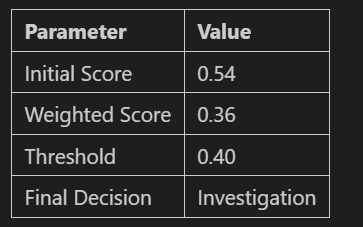 Parameter Value
Initial Score 0.54
Weighted Score 0.36
Threshold 0.40
Final Decision Investigation